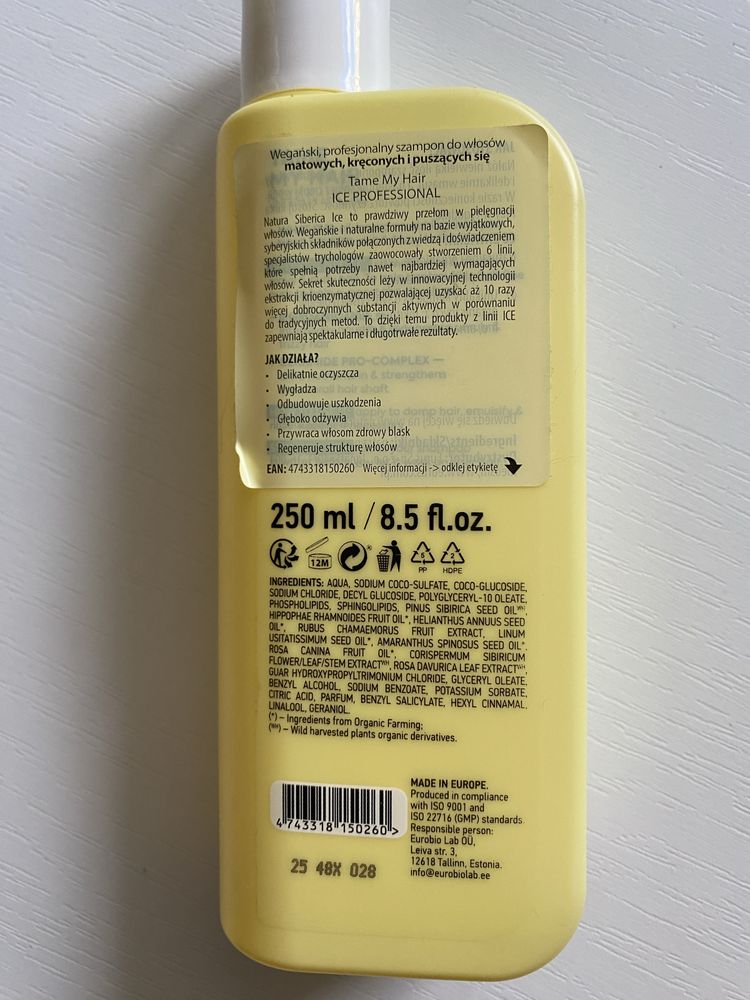 Wegański, profesjonalny szampon do włosów
matowych, kręconych i puszących się
Tame My Hair
ICE PROFESSIONAL
Natura Siberica Ice to prawdziwy przełom w pielęgnacji
włosów. Wegańskie i naturalne formuły na bazie wyjątkowych,
syberyjskich składników połączonych z wiedzą i doświadczeniem
specjalistów trychologów zaowocowały stworzeniem 6 linii,
które spełnią potrzeby nawet najbardziej wymagających
włosów. Sekret skuteczności leży w innowacyjnej technologii
ekstrakcji krioenzymatycznej pozwalającej uzyskać aż 10 razy
więcej dobroczynnych substancji aktywnych w porównaniu
do tradycyjnych metod. To dzięki temu produkty z linii ICE
zapewniają spektakularne i długotrwałe rezultaty.
JAK DZIAŁA?
• Delikatnie oczyszcza
• Wygładza
• Odbudowuje uszkodzenia
• Głęboko odżywia
• Przywraca włosom zdrowy blask
• Regeneruje strukturę włosów
EAN: 4743318150260 Więcej informacji -> odklej etykietę
250 ml / 8.5 fl.oz.
12M
5
PP
2
HDPE
INGREDIENTS: AQUA, SODIUM COCO-SULFATE, COCO-GLUCOSIDE,
SODIUM CHLORIDE, DECYL GLUCOSIDE, POLYGLYCERYL-10 OLEATE,
PHOSPHOLIPIDS, SPHINGOLIPIDS, PINUS SIBIRICA SEED OILᵂᴴ,
HIPPOPHAE RHAMNOIDES FRUIT OIL*, HELIANTHUS ANNUUS SEED
OIL*, RUBUS CHAMAEMORUS FRUIT EXTRACT, LINUM
USITATISSIMUM SEED OIL*, AMARANTHUS SPINOSUS SEED OIL*,
ROSA CANINA FRUIT OIL*, CORISPERMUM SIBIRICUM
FLOWER/LEAF/STEM EXTRACTᵂᴴ, ROSA DAVURICA LEAF EXTRACTᵂᴴ,
GUAR HYDROXYPROPYLTRIMONIUM CHLORIDE, GLYCERYL OLEATE,
BENZYL ALCOHOL, SODIUM BENZOATE, POTASSIUM SORBATE,
CITRIC ACID, PARFUM, BENZYL SALICYLATE, HEXYL CINNAMAL,
LINALOOL, GERANIOL.
(*) – Ingredients from Organic Farming;
(ᵂᴴ) – Wild harvested plants organic derivatives.
4 743318 150260 >
25 48X 028
MADE IN EUROPE.
Produced in compliance
with ISO 9001 and
ISO 22716 (GMP) standards.
Responsible person:
Eurobio Lab OÜ,
Leiva str. 3,
12618 Tallinn, Estonia.
info@eurobiolab.ee